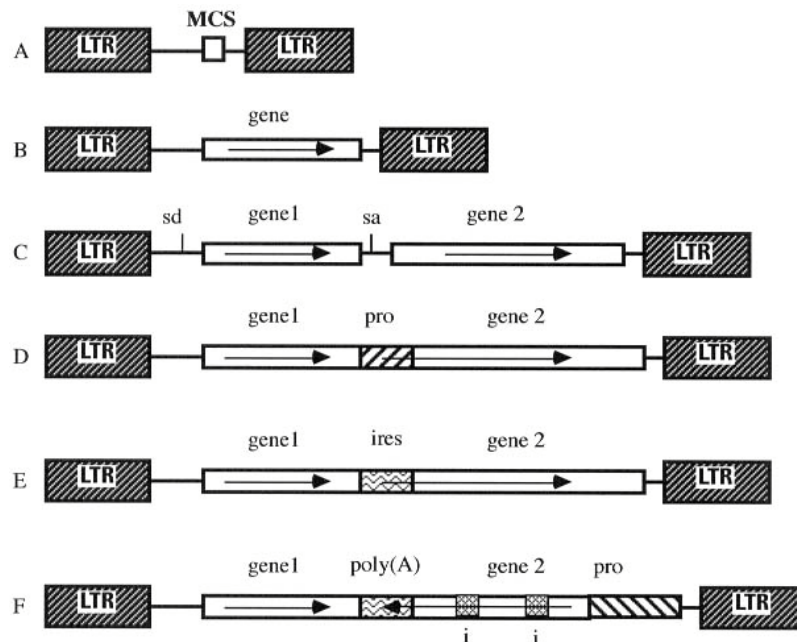 MCS
A LTR LTR
gene
B LTR LTR
sd gene1 sa gene 2
C LTR LTR
gene1 pro gene 2
D LTR LTR
gene1 ires gene 2
E LTR LTR
gene1 poly(A) gene 2 pro
F LTR LTR
i i